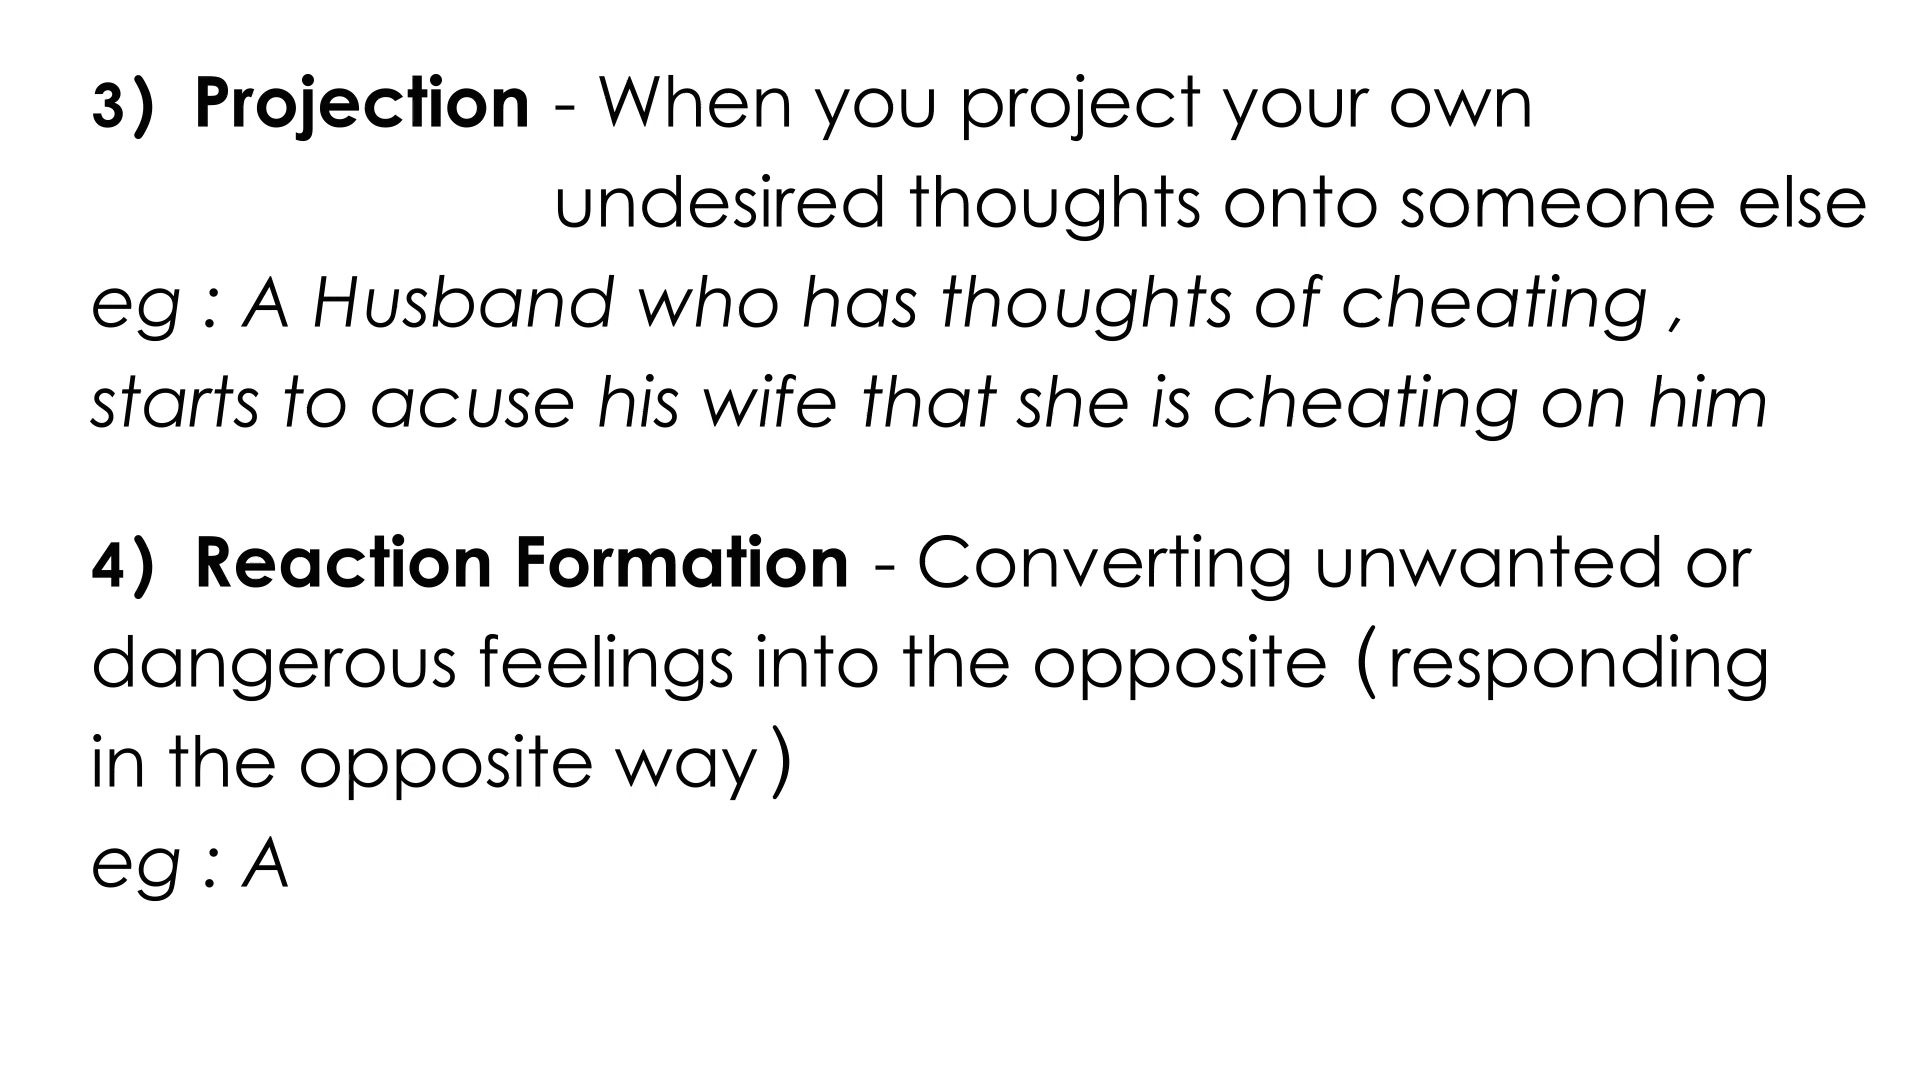 3) Projection - When you project your own
undesired thoughts onto someone else
eg : A Husband who has thoughts of cheating ,
starts to acuse his wife that she is cheating on him
4) Reaction Formation - Converting unwanted or
dangerous feelings into the opposite (responding
in the opposite way)
eg : A